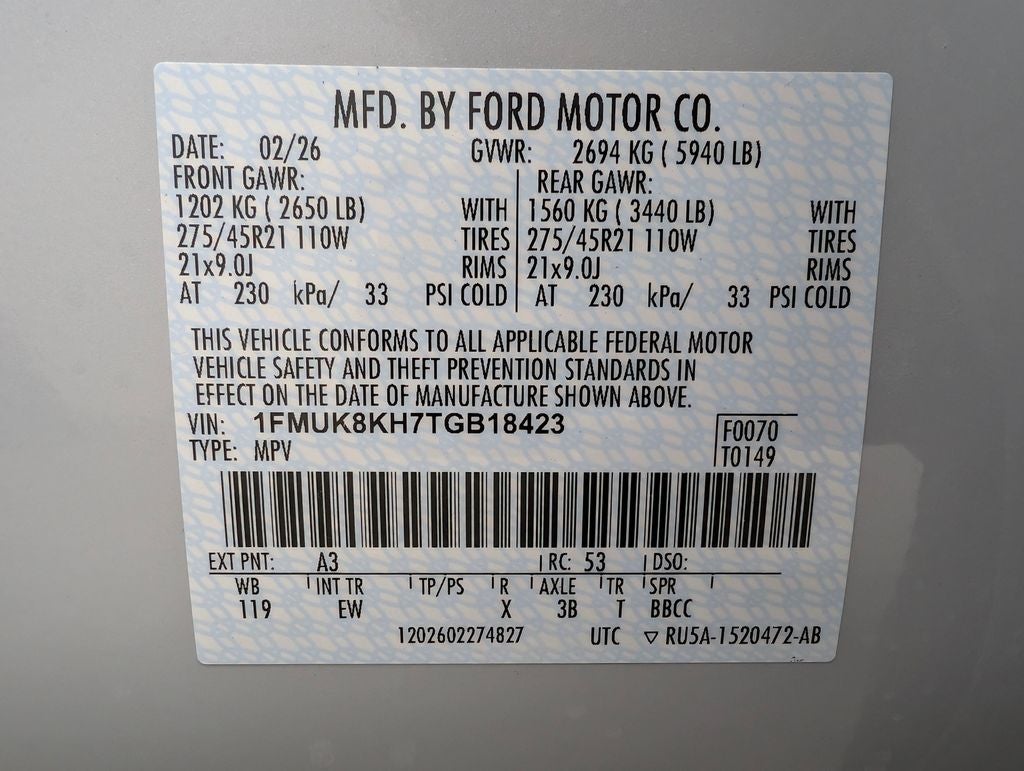 MFD. BY FORD MOTOR CO.
DATE: 02/26 GVWR: 2694 KG ( 5940 LB)
FRONT GAWR: REAR GAWR:
1202 KG ( 2650 LB) WITH 1560 KG ( 3440 LB) WITH
275/45R21 110W TIRES 275/45R21 110W TIRES
21x9.0J RIMS 21x9.0J RIMS
AT 230 kPa/ 33 PSI COLD AT 230 kPa/ 33 PSI COLD
THIS VEHICLE CONFORMS TO ALL APPLICABLE FEDERAL MOTOR
VEHICLE SAFETY AND THEFT PREVENTION STANDARDS IN
EFFECT ON THE DATE OF MANUFACTURE SHOWN ABOVE.
VIN: 1FMUK8KH7TGB18423
F0070
TYPE: MPV
T0149
EXT PNT: A3 RC: 53 DSO:
WB INT TR TP/PS R AXLE TR SPR
119 EW X 3B T BBCC
1202602274827 UTC ▽ RU5A-1520472-AB